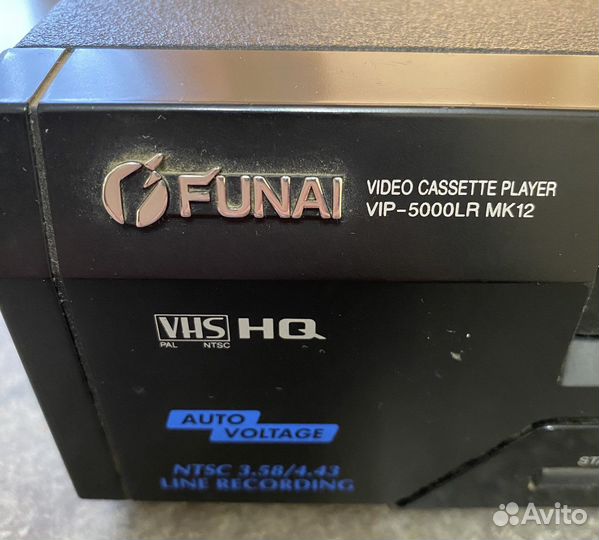 FUNAI
VIDEO CASSETTE PLAYER
VIP-5000LR MK12
VHS HQ
PAL NTSC
AUTO
VOLTAGE
NTSC 3.58/4.43
LINE RECORDING
Avito